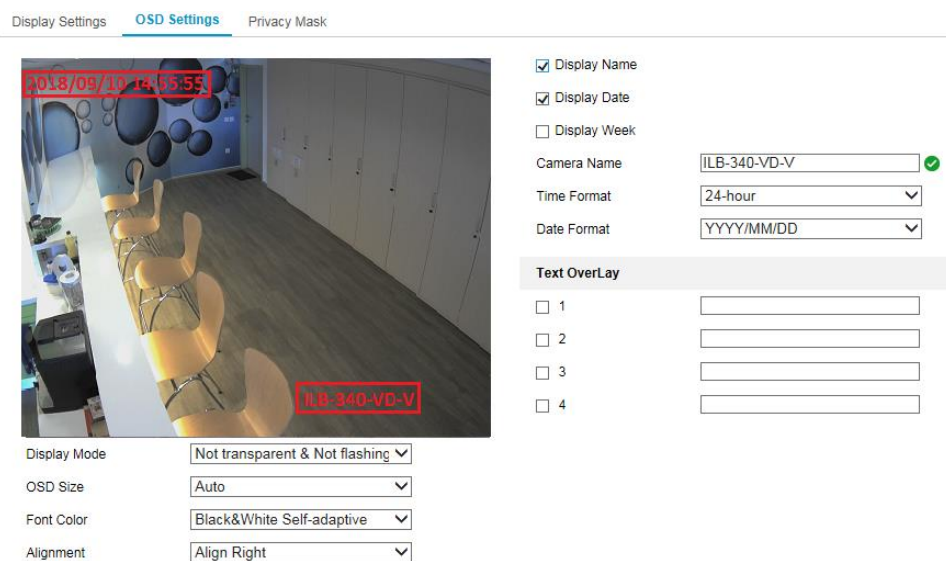 Display Settings OSD Settings Privacy Mask
2018/09/10 14:55:55
ILB-340-VD-V
Display Mode Not transparent & Not flashing
OSD Size Auto
Font Color Black&White Self-adaptive
Alignment Align Right
Display Name
Display Date
Display Week
Camera Name ILB-340-VD-V
Time Format 24-hour
Date Format YYYY/MM/DD
Text OverLay
1
2
3
4